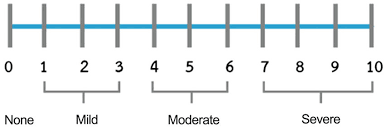 0 1 2 3 4 5 6 7 8 9 10
None Mild Moderate Severe